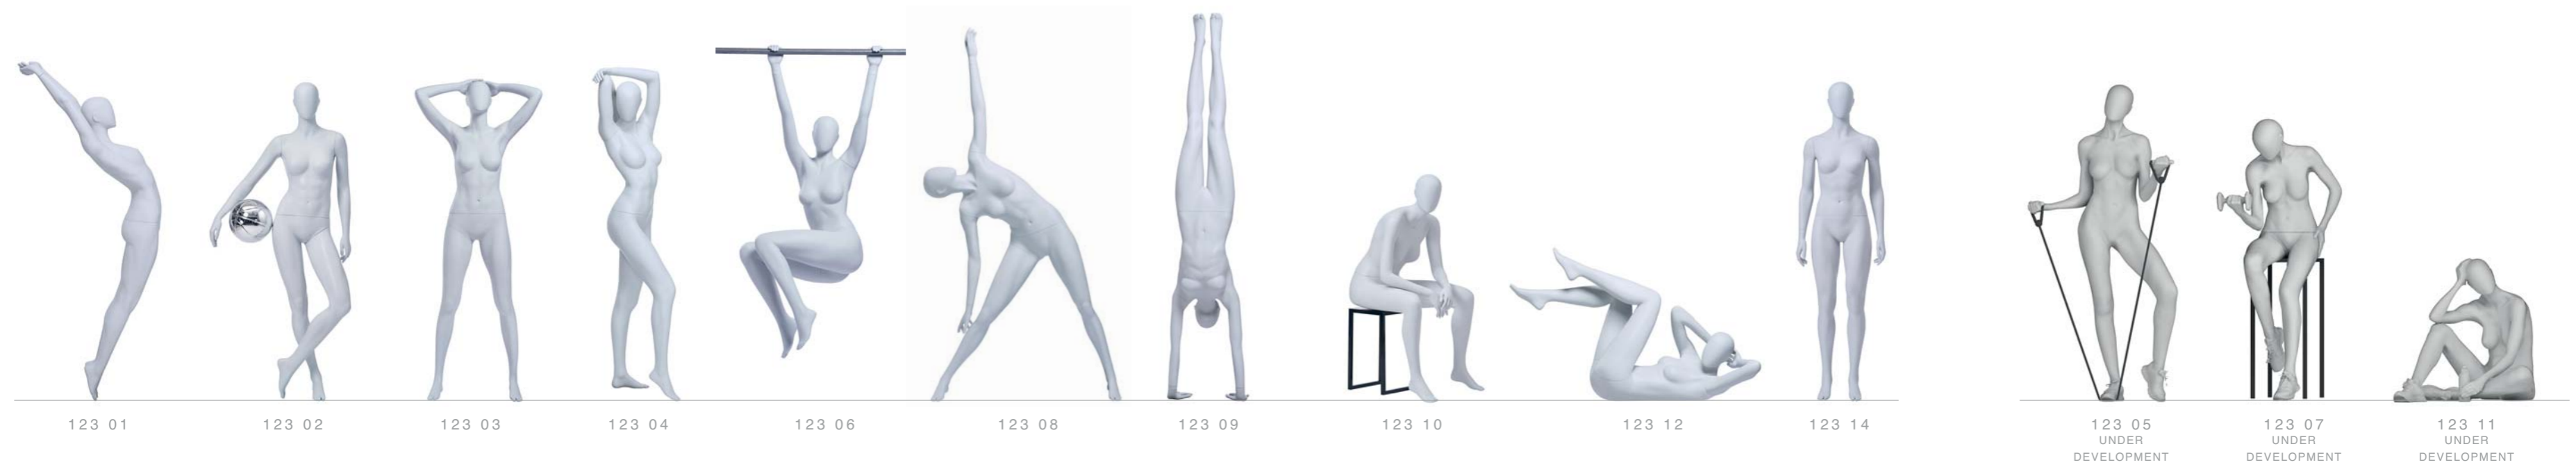 123 01
123 02
123 03
123 04
123 06
123 08
123 09
123 10
123 12
123 14
123 05
UNDER
DEVELOPMENT
123 07
UNDER
DEVELOPMENT
123 11
UNDER
DEVELOPMENT